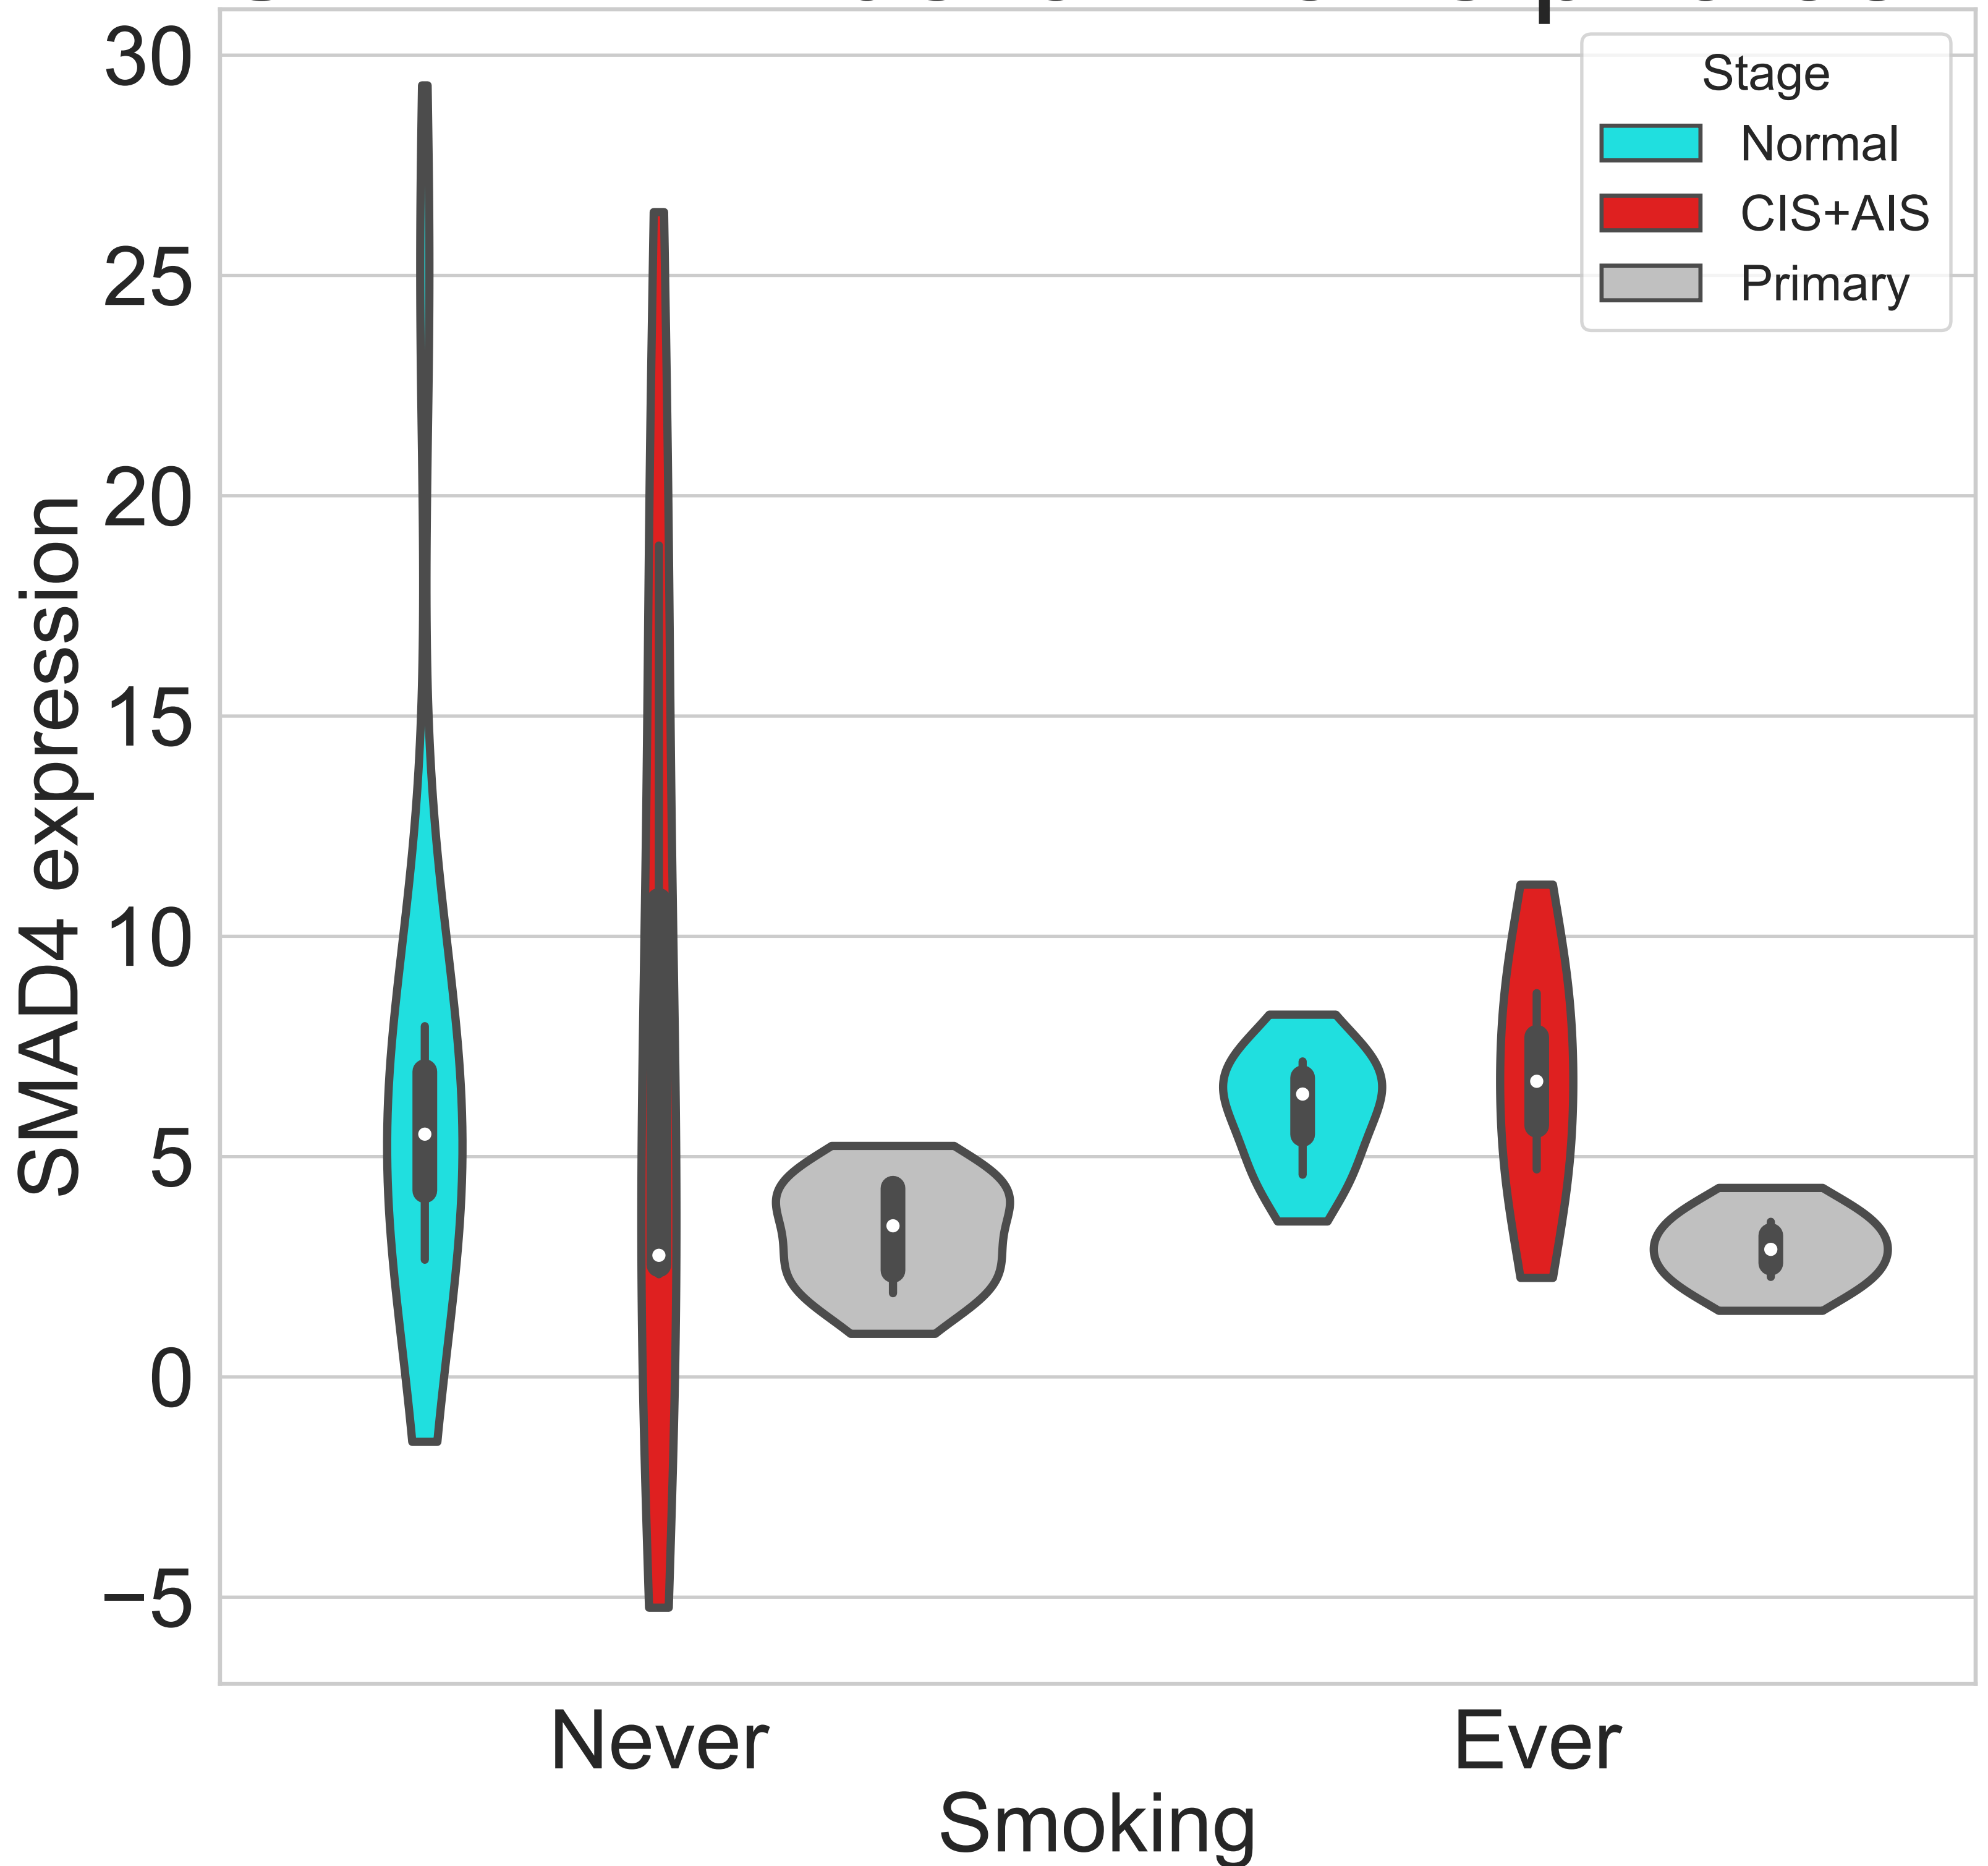 Stage
Normal
CIS+AIS
Primary
30
25
20
15
10
5
0
−5
SMAD4 expression
Never
Ever
Smoking